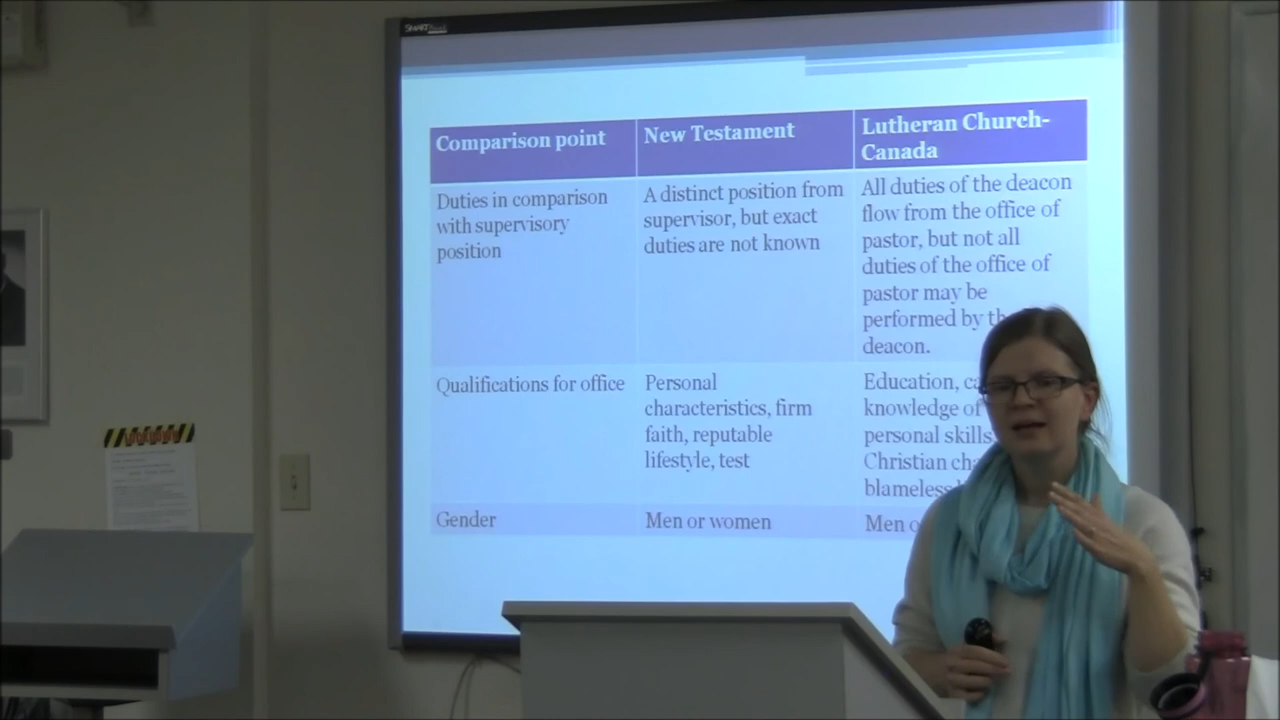 SMART
Comparison point
New Testament
Lutheran Church-
Canada
Duties in comparison
with supervisory
position
A distinct position from
supervisor, but exact
duties are not known
All duties of the deacon
flow from the office of
pastor, but not all
duties of the office of
pastor may be
performed by th
deacon.
Qualifications for office
Personal
characteristics, firm
faith, reputable
lifestyle, test
Education, ca
knowledge of
personal skills
Christian cha
blameless
Gender
Men or women
Men o